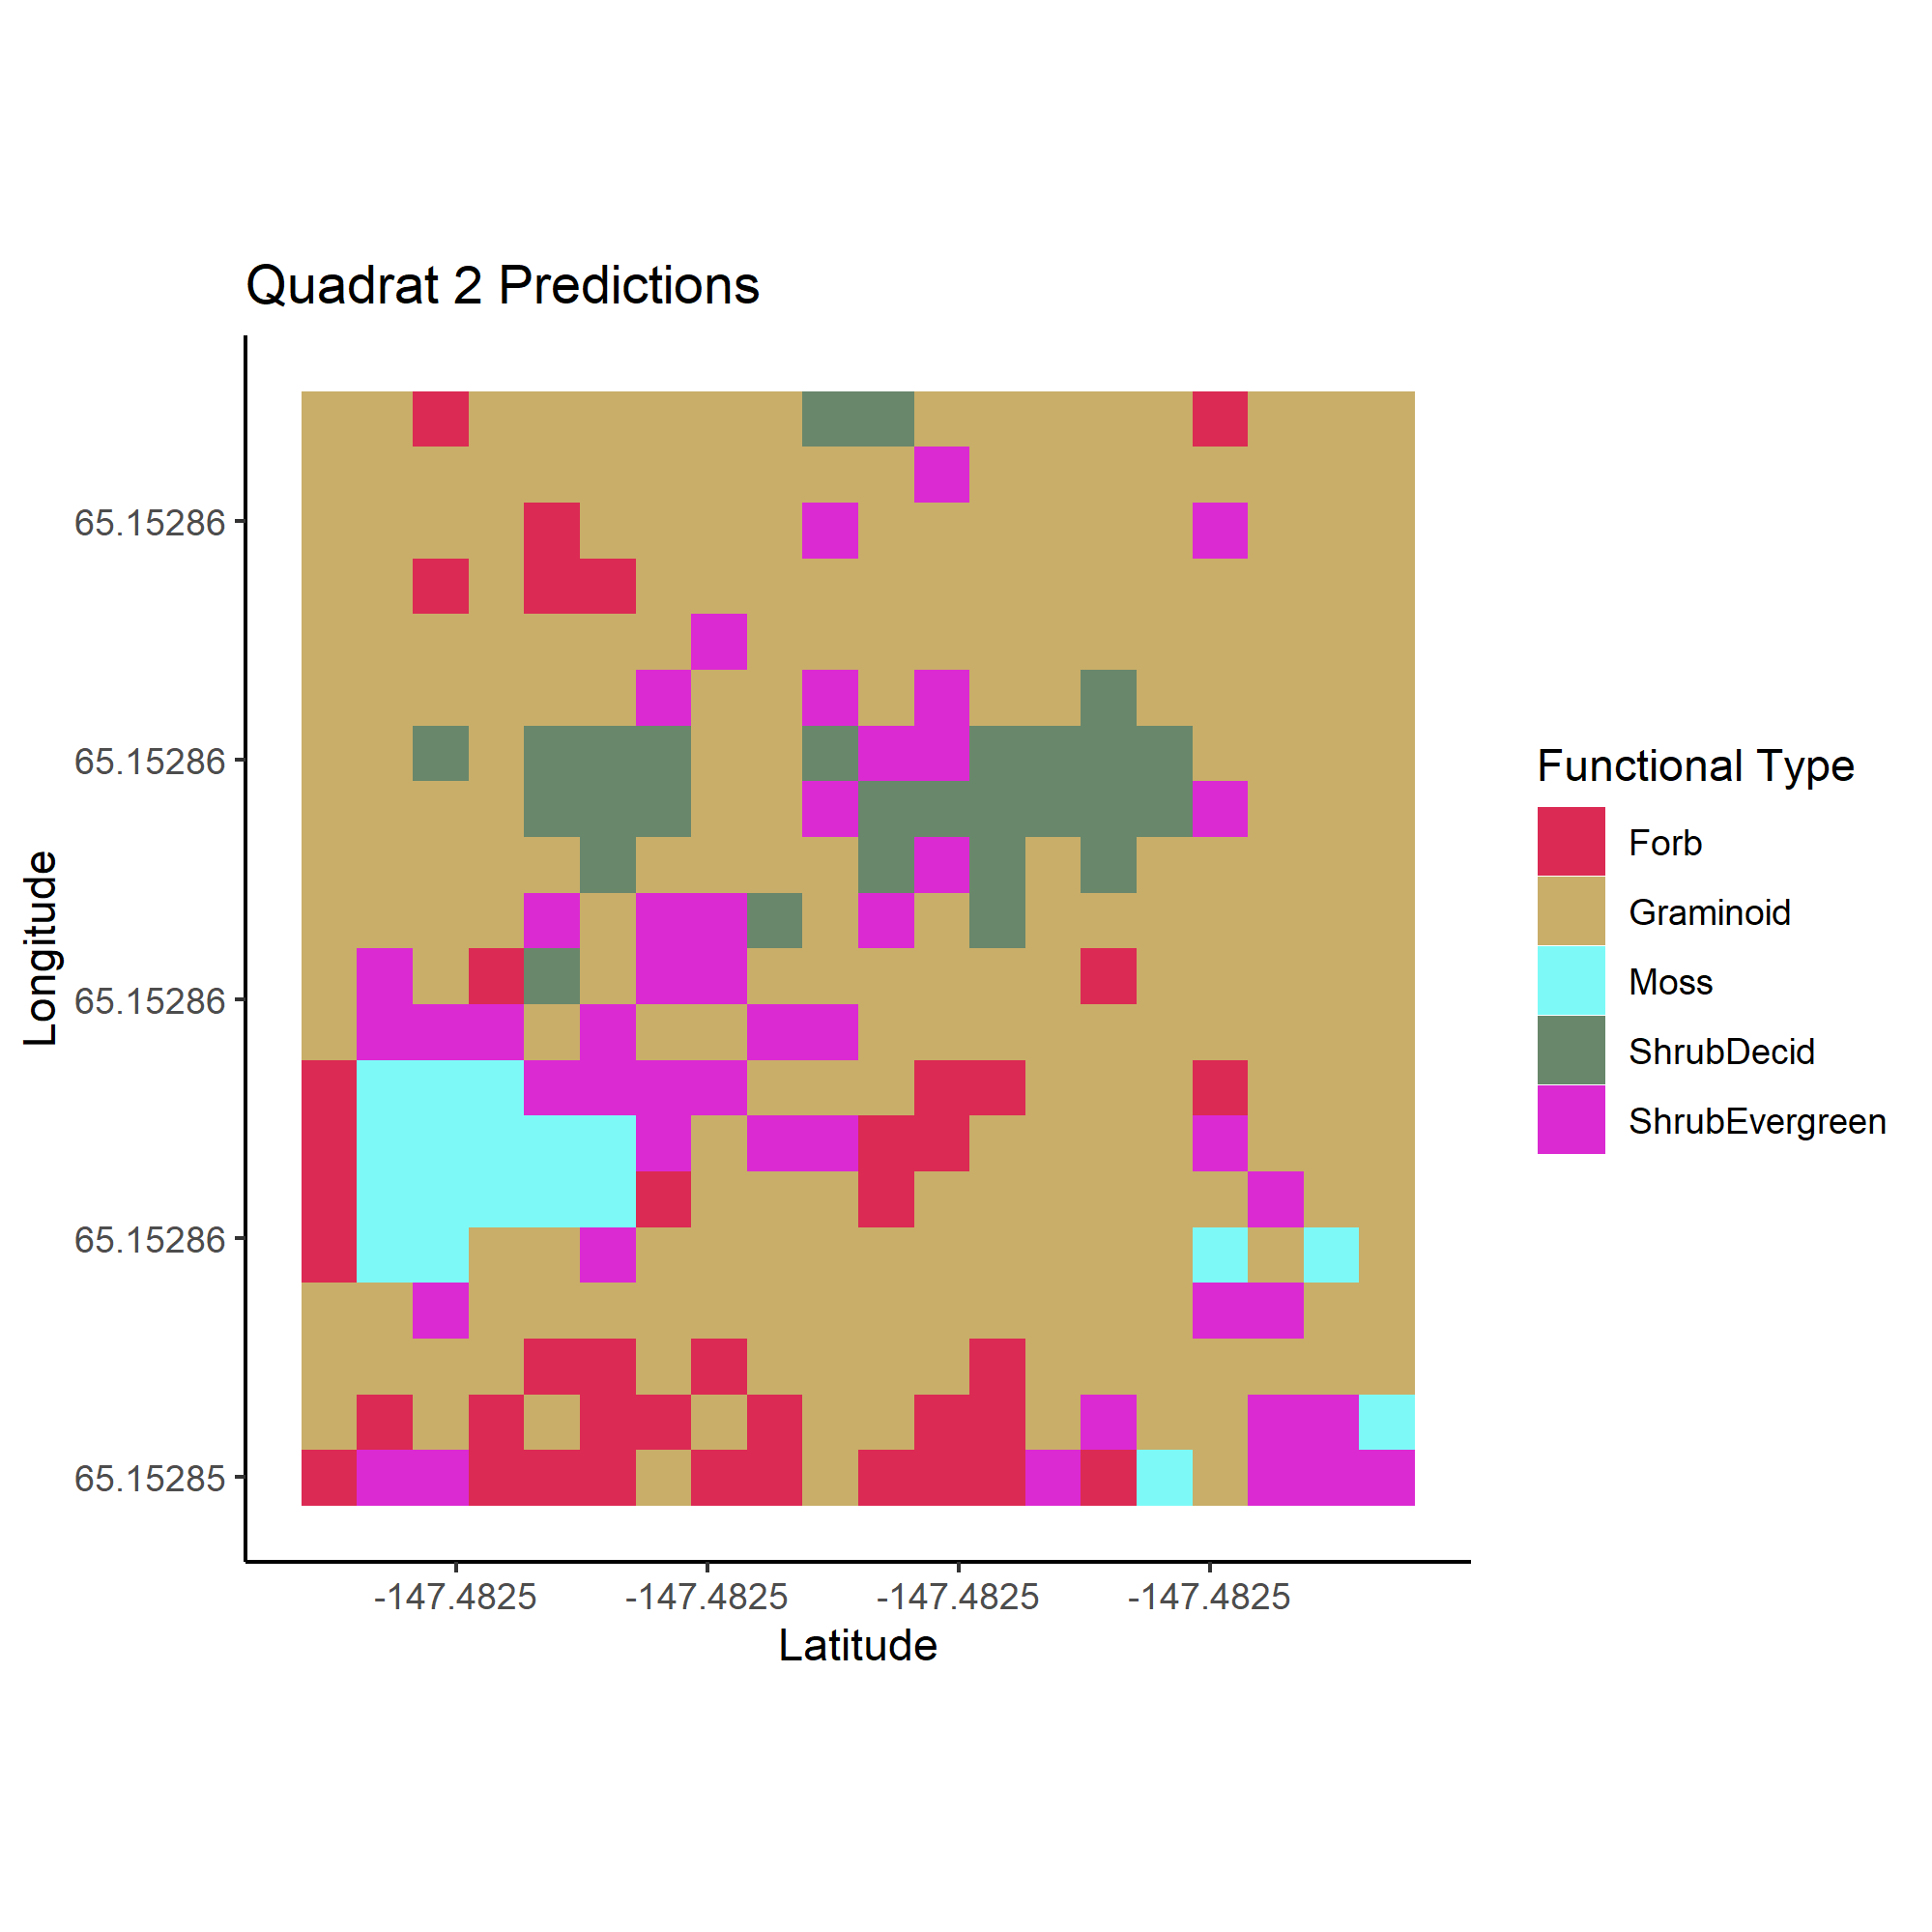 Quadrat 2 Predictions
65.15286
65.15286
65.15286
65.15286
65.15285
Longitude
-147.4825
-147.4825
-147.4825
-147.4825
Latitude
Functional Type
Forb
Graminoid
Moss
ShrubDecid
ShrubEvergreen